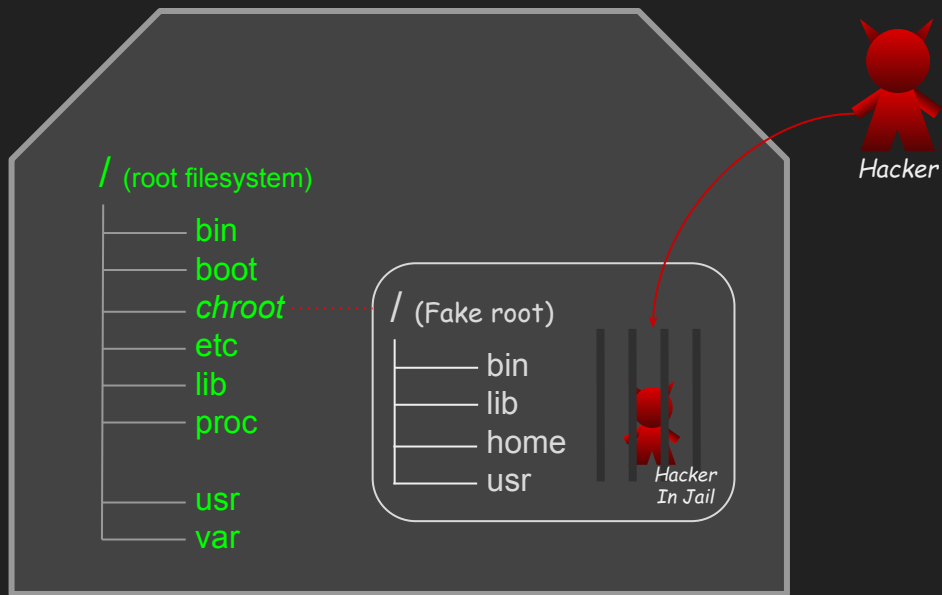 Hacker
/ (root filesystem)
bin
boot
chroot
etc
lib
proc
usr
var
/ (Fake root)
bin
lib
home
usr
Hacker
In Jail